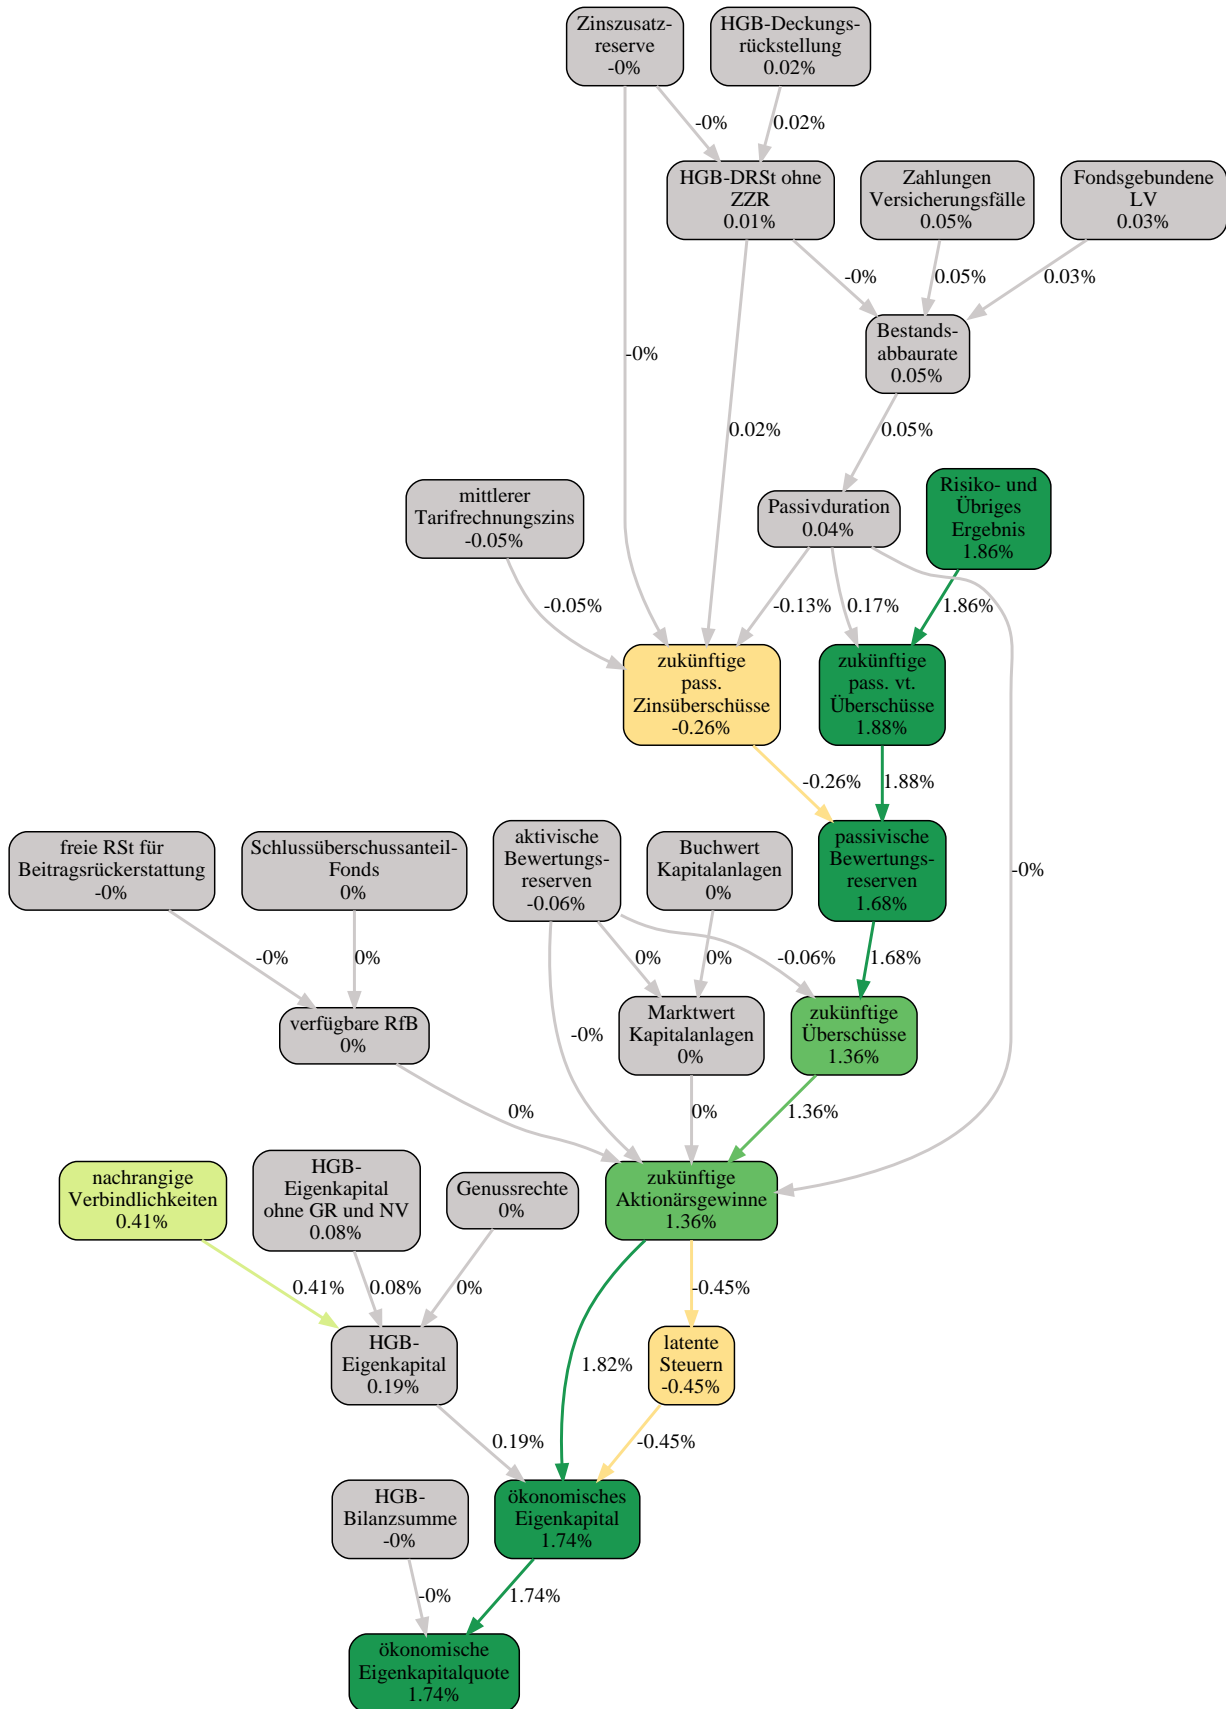 Zinszusatz-
reserve
-0%
HGB-Deckungs-
rückstellung
0.02%
-0%
0.02%
HGB-DRSt ohne
ZZR
0.01%
Zahlungen
Versicherungsfälle
0.05%
Fondsgebundene
LV
0.03%
-0%
0.05%
0.03%
Bestands-
abbaurate
0.05%
-0%
0.02%
0.05%
mittlerer
Tarifrechnungszins
-0.05%
Passivduration
0.04%
Risiko- und
Übriges
Ergebnis
1.86%
-0.05%
-0.13%
0.17%
1.86%
zukünftige
pass.
Zinsüberschüsse
-0.26%
zukünftige
pass. vt.
Überschüsse
1.88%
-0.26%
1.88%
freie RSt für
Beitragsrückerstattung
-0%
Schlussüberschussanteil-
Fonds
0%
aktivische
Bewertungs-
reserven
-0.06%
Buchwert
Kapitalanlagen
0%
passivische
Bewertungs-
reserven
1.68%
-0%
-0%
0%
0%
0%
-0.06%
1.68%
verfügbare RfB
0%
Marktwert
Kapitalanlagen
0%
zukünftige
Überschüsse
1.36%
-0%
0%
0%
1.36%
nachrangige
Verbindlichkeiten
0.41%
HGB-
Eigenkapital
ohne GR und NV
0.08%
Genussrechte
0%
zukünftige
Aktionärsgewinne
1.36%
0.41%
0.08%
0%
-0.45%
HGB-
Eigenkapital
0.19%
1.82%
latente
Steuern
-0.45%
0.19%
-0.45%
HGB-
Bilanzsumme
-0%
ökonomisches
Eigenkapital
1.74%
-0%
1.74%
ökonomische
Eigenkapitalquote
1.74%